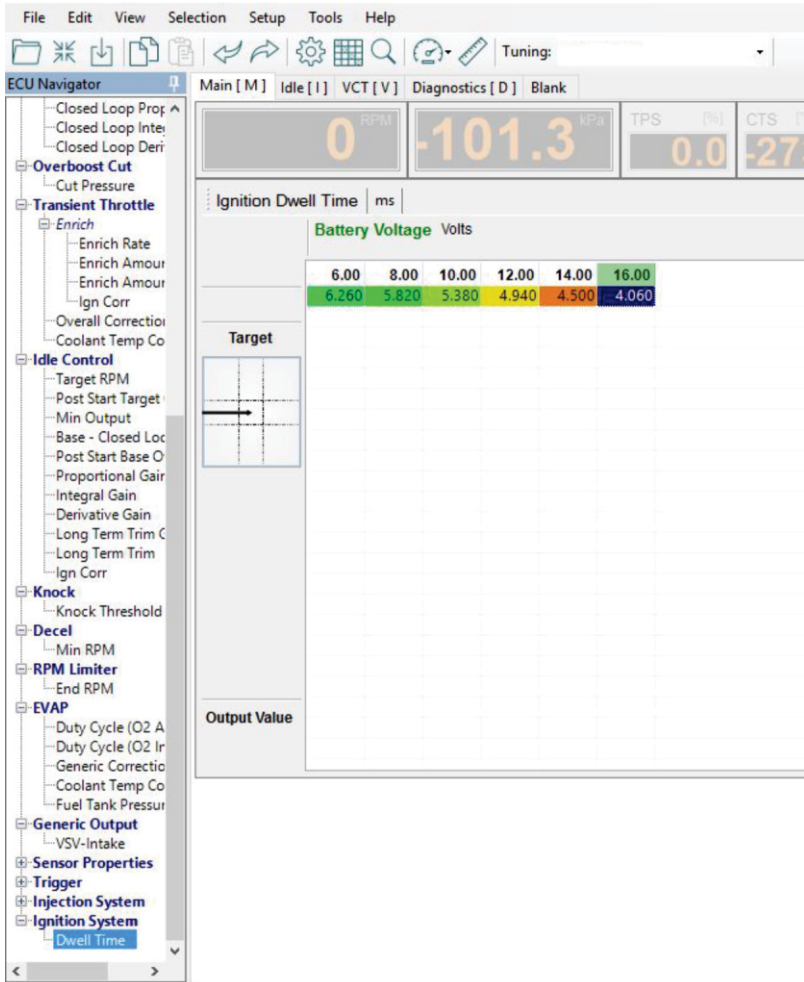 File Edit View Selection Setup Tools Help
Tuning:
ECU Navigator
Main [ M ] Idle [ I ] VCT [ V ] Diagnostics [ D ] Blank
Closed Loop Prop
Closed Loop Inte
Closed Loop Deri
Overboost Cut
Cut Pressure
Transient Throttle
Enrich
Enrich Rate
Enrich Amour
Enrich Amour
Ign Corr
Overall Correction
Coolant Temp Co
Idle Control
Target RPM
Post Start Target
Min Output
Base - Closed Loc
Post Start Base O
Proportional Gair
Integral Gain
Derivative Gain
Long Term Trim C
Long Term Trim
Ign Corr
Knock
Knock Threshold
Decel
Min RPM
RPM Limiter
End RPM
EVAP
Duty Cycle (O2 A
Duty Cycle (O2 Ir
Generic Correctio
Coolant Temp Co
Fuel Tank Pressur
Generic Output
VSV-Intake
Sensor Properties
Trigger
Injection System
Ignition System
Dwell Time
0 RPM -101.3 kPa TPS [%] 0.0 CTS -27
Ignition Dwell Time ms
Battery Voltage Volts
6.00 8.00 10.00 12.00 14.00 16.00
6.260 5.820 5.380 4.940 4.500 4.060
Target
Output Value